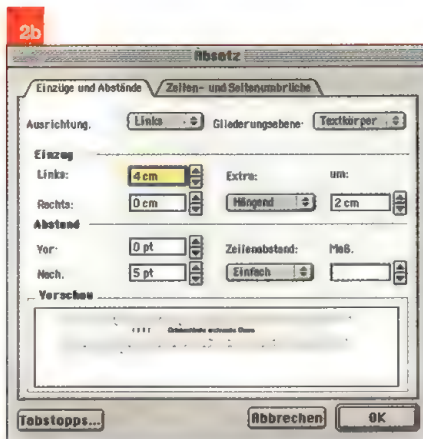 2b
Absatz
Einzüge und Abstände Zeilen- und Seitenumbrüche
Ausrichtung. Links Gliederungsebene: Textkörper
Einzug
Links: 4 cm Extra: um:
Rechts: 0 cm Hängend 2 cm
Abstand
Vor: 0 pt Zeilenabstand: Maß.
Nach. 5 pt Einfach
Vorschau
Tabstopps... Abbrechen OK